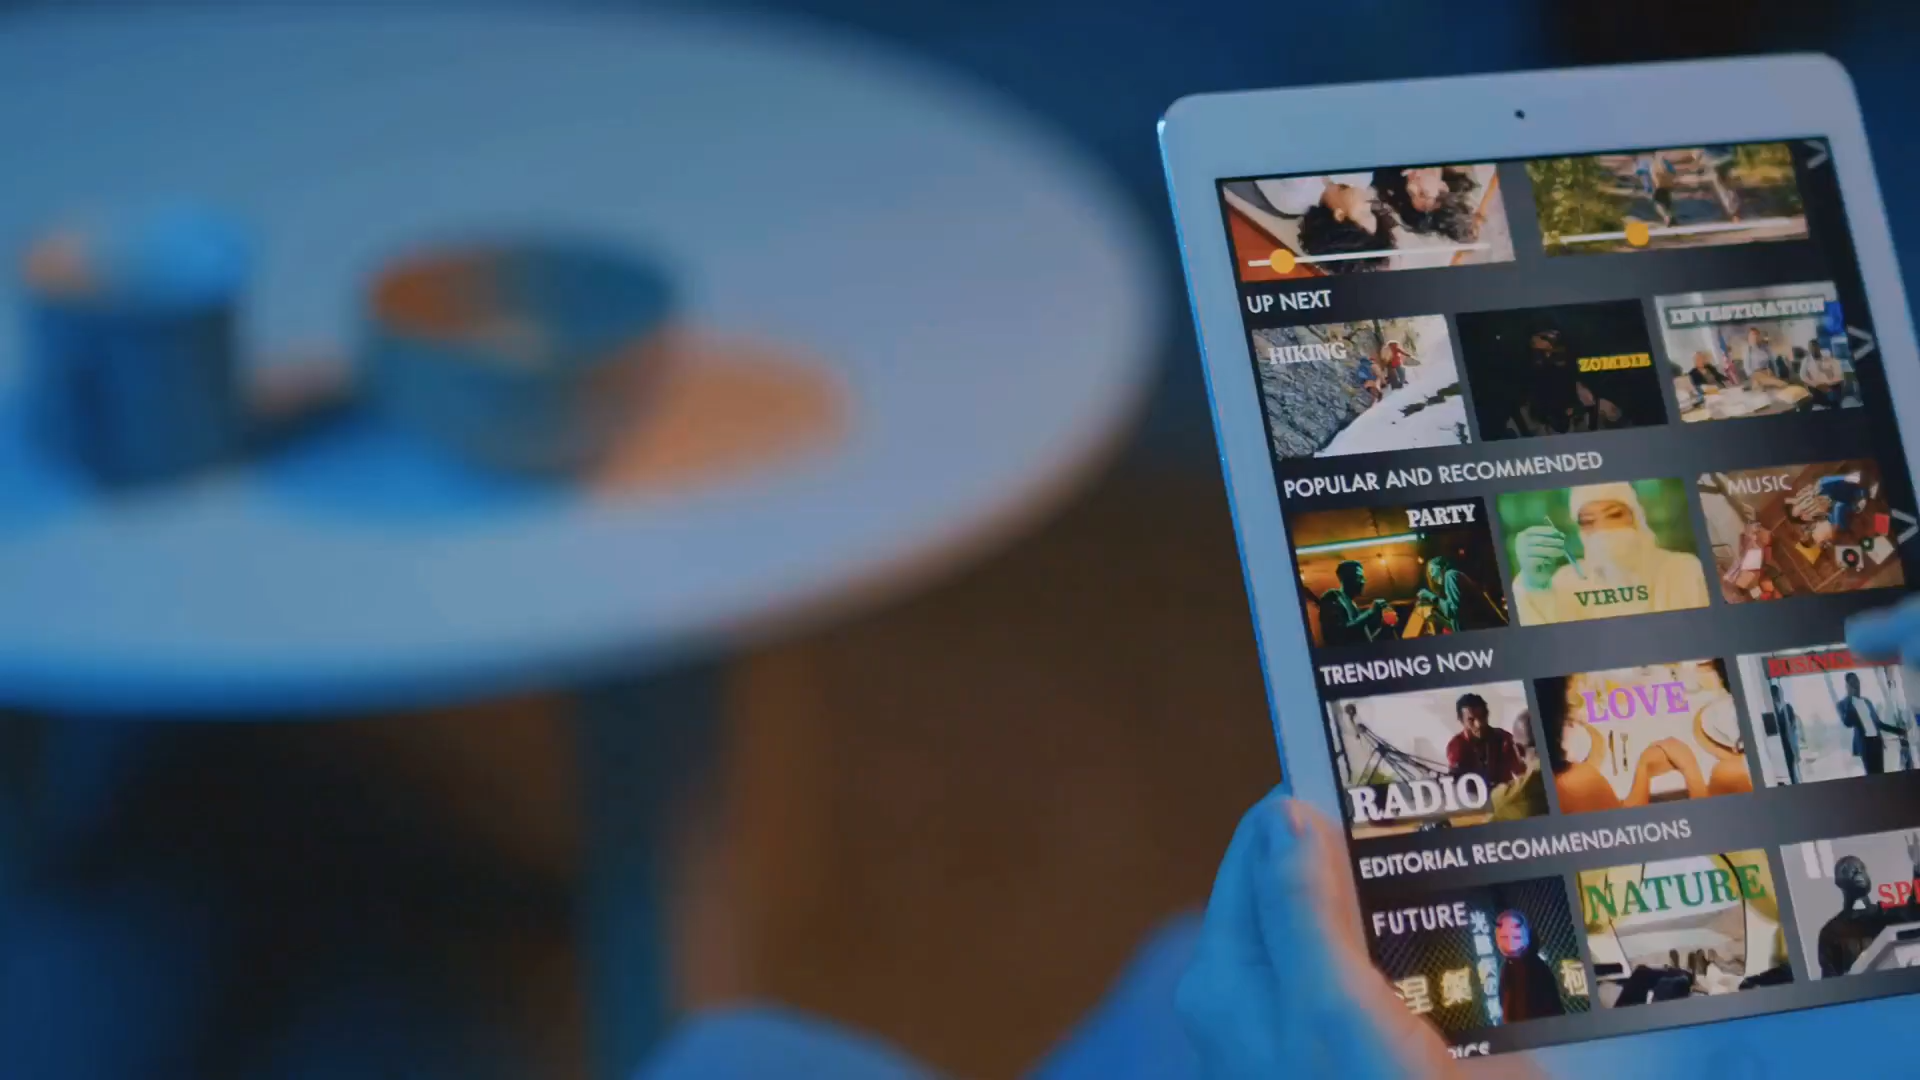 UP NEXT
HIKING
ZOMBIE
INVESTIGATION
POPULAR AND RECOMMENDED
PARTY
VIRUS
MUSIC
TRENDING NOW
RADIO
LOVE
EDITORIAL RECOMMENDATIONS
FUTURE
NATURE